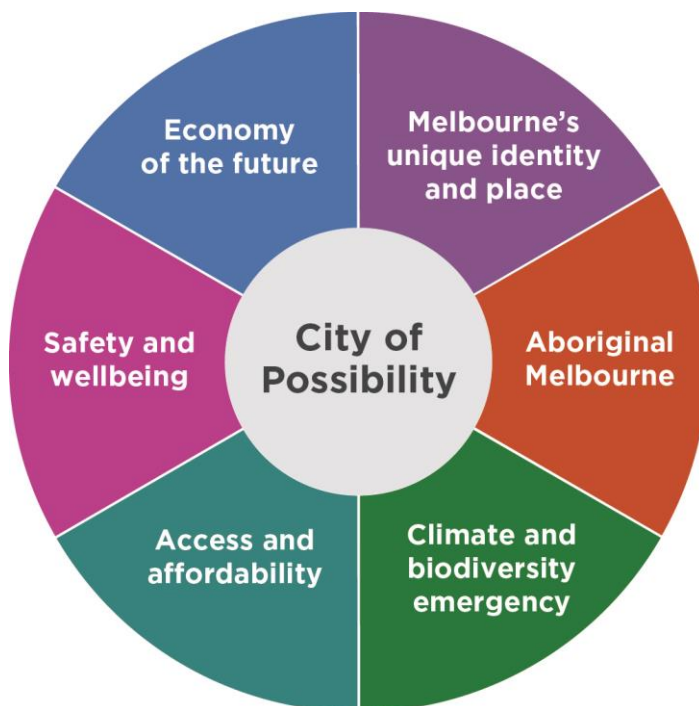 Economy
of the future
Melbourne’s
unique identity
and place
Safety and
wellbeing
City of
Possibility
Aboriginal
Melbourne
Access and
affordability
Climate and
biodiversity
emergency